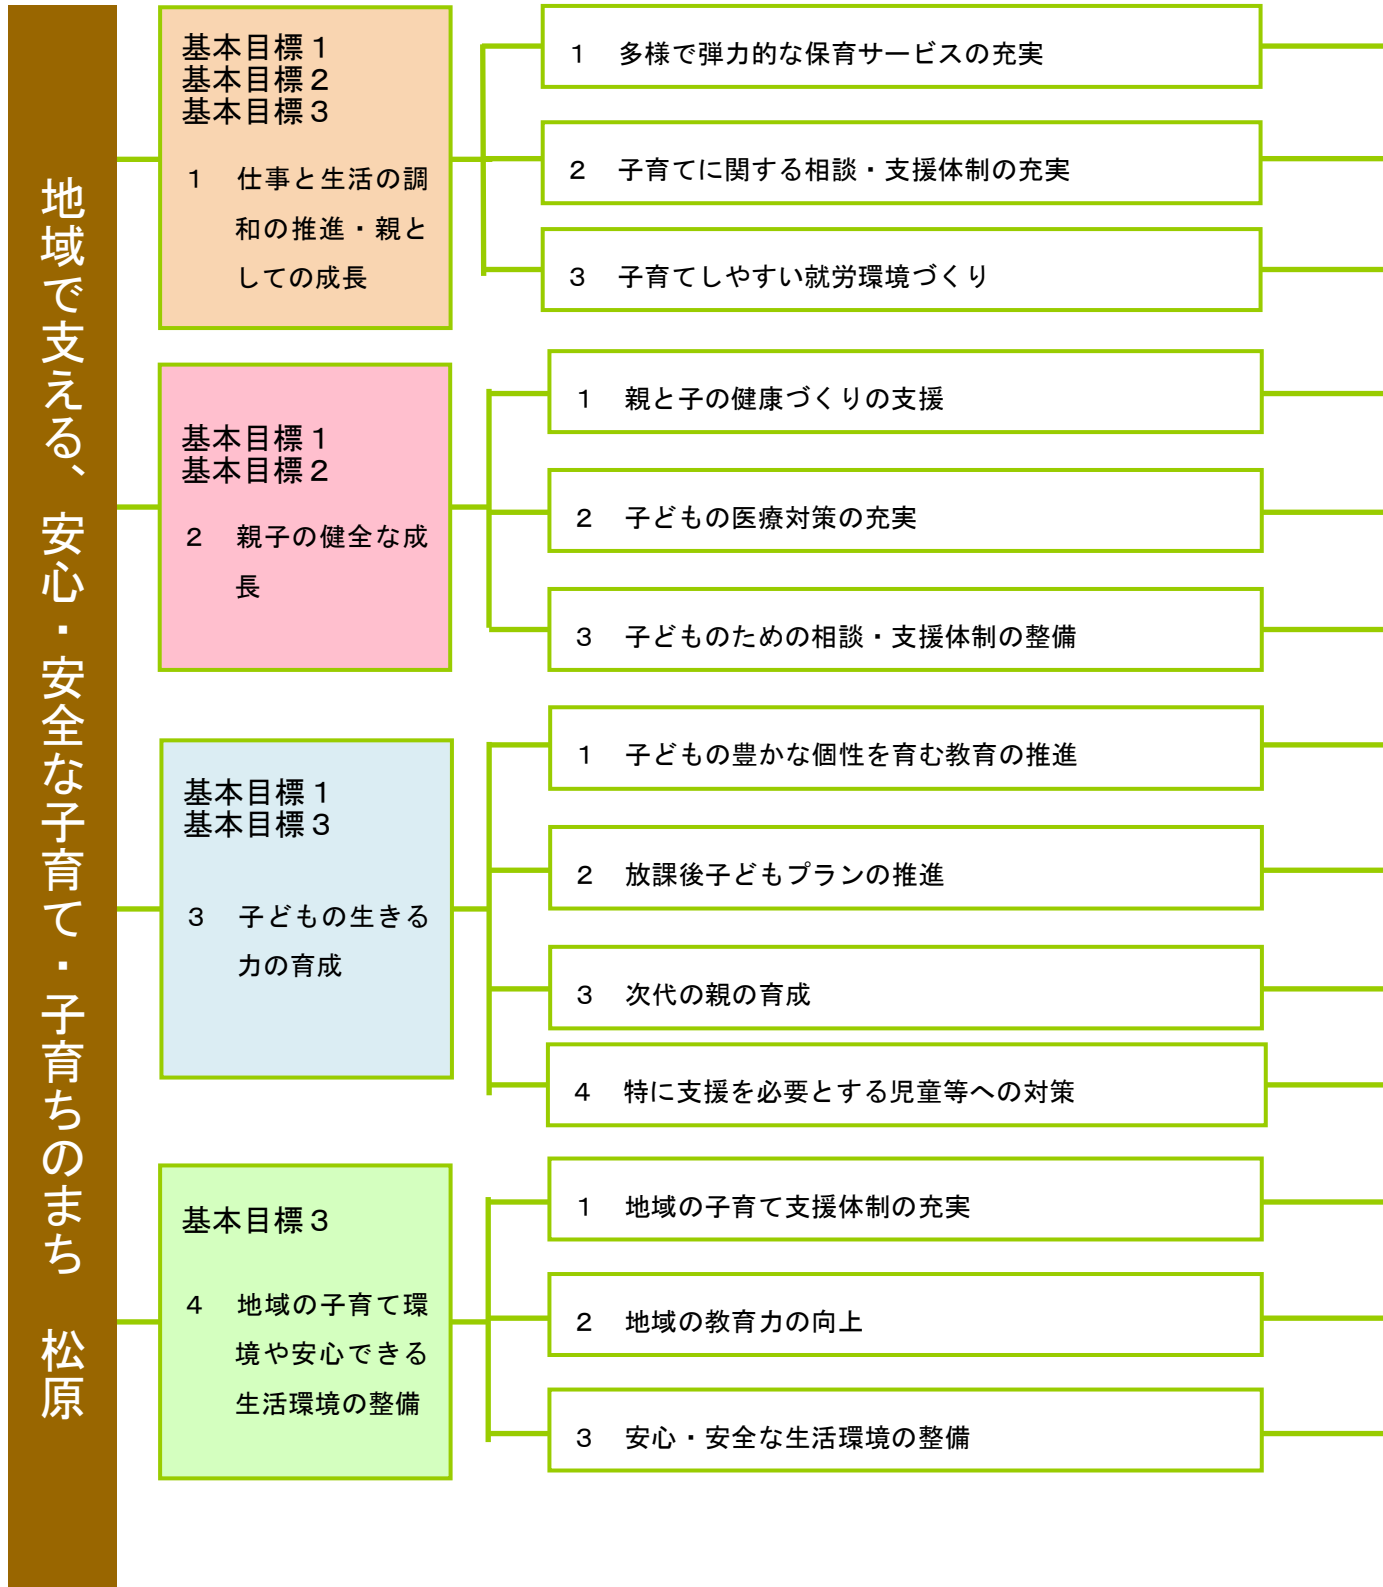 地域で支える、安心・安全な子育て・子育ちのまち　松原
基本目標１
基本目標２
基本目標３
１　仕事と生活の調
和の推進・親と
しての成長
１　多様で弾力的な保育サービスの充実
２　子育てに関する相談・支援体制の充実
３　子育てしやすい就労環境づくり
基本目標１
基本目標２
２　親子の健全な成
長
１　親と子の健康づくりの支援
２　子どもの医療対策の充実
３　子どものための相談・支援体制の整備
基本目標１
基本目標３
３　子どもの生きる
力の育成
１　子どもの豊かな個性を育む教育の推進
２　放課後子どもプランの推進
３　次代の親の育成
４　特に支援を必要とする児童等への対策
基本目標３
４　地域の子育て環
境や安心できる
生活環境の整備
１　地域の子育て支援体制の充実
２　地域の教育力の向上
３　安心・安全な生活環境の整備